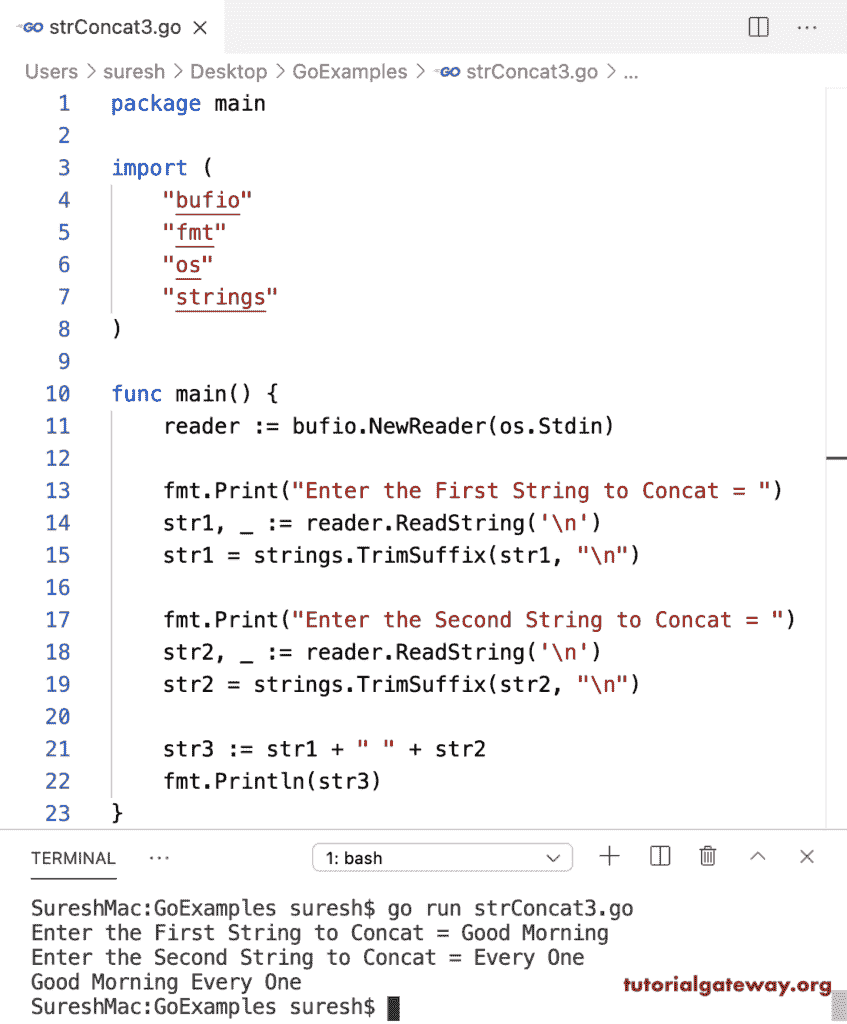 GO strConcat3.go ×
Users > suresh > Desktop > GoExamples > GO strConcat3.go > ...
1 package main
2
3 import (
4     "bufio"
5     "fmt"
6     "os"
7     "strings"
8 )
9
10 func main() {
11     reader := bufio.NewReader(os.Stdin)
12
13     fmt.Print("Enter the First String to Concat = ")
14     str1, _ := reader.ReadString('\n')
15     str1 = strings.TrimSuffix(str1, "\n")
16
17     fmt.Print("Enter the Second String to Concat = ")
18     str2, _ := reader.ReadString('\n')
19     str2 = strings.TrimSuffix(str2, "\n")
20
21     str3 := str1 + " " + str2
22     fmt.Println(str3)
23 }
TERMINAL ... 1: bash
SureshMac:GoExamples suresh$ go run strConcat3.go
Enter the First String to Concat = Good Morning
Enter the Second String to Concat = Every One
Good Morning Every One
SureshMac:GoExamples suresh$
tutorialgateway.org